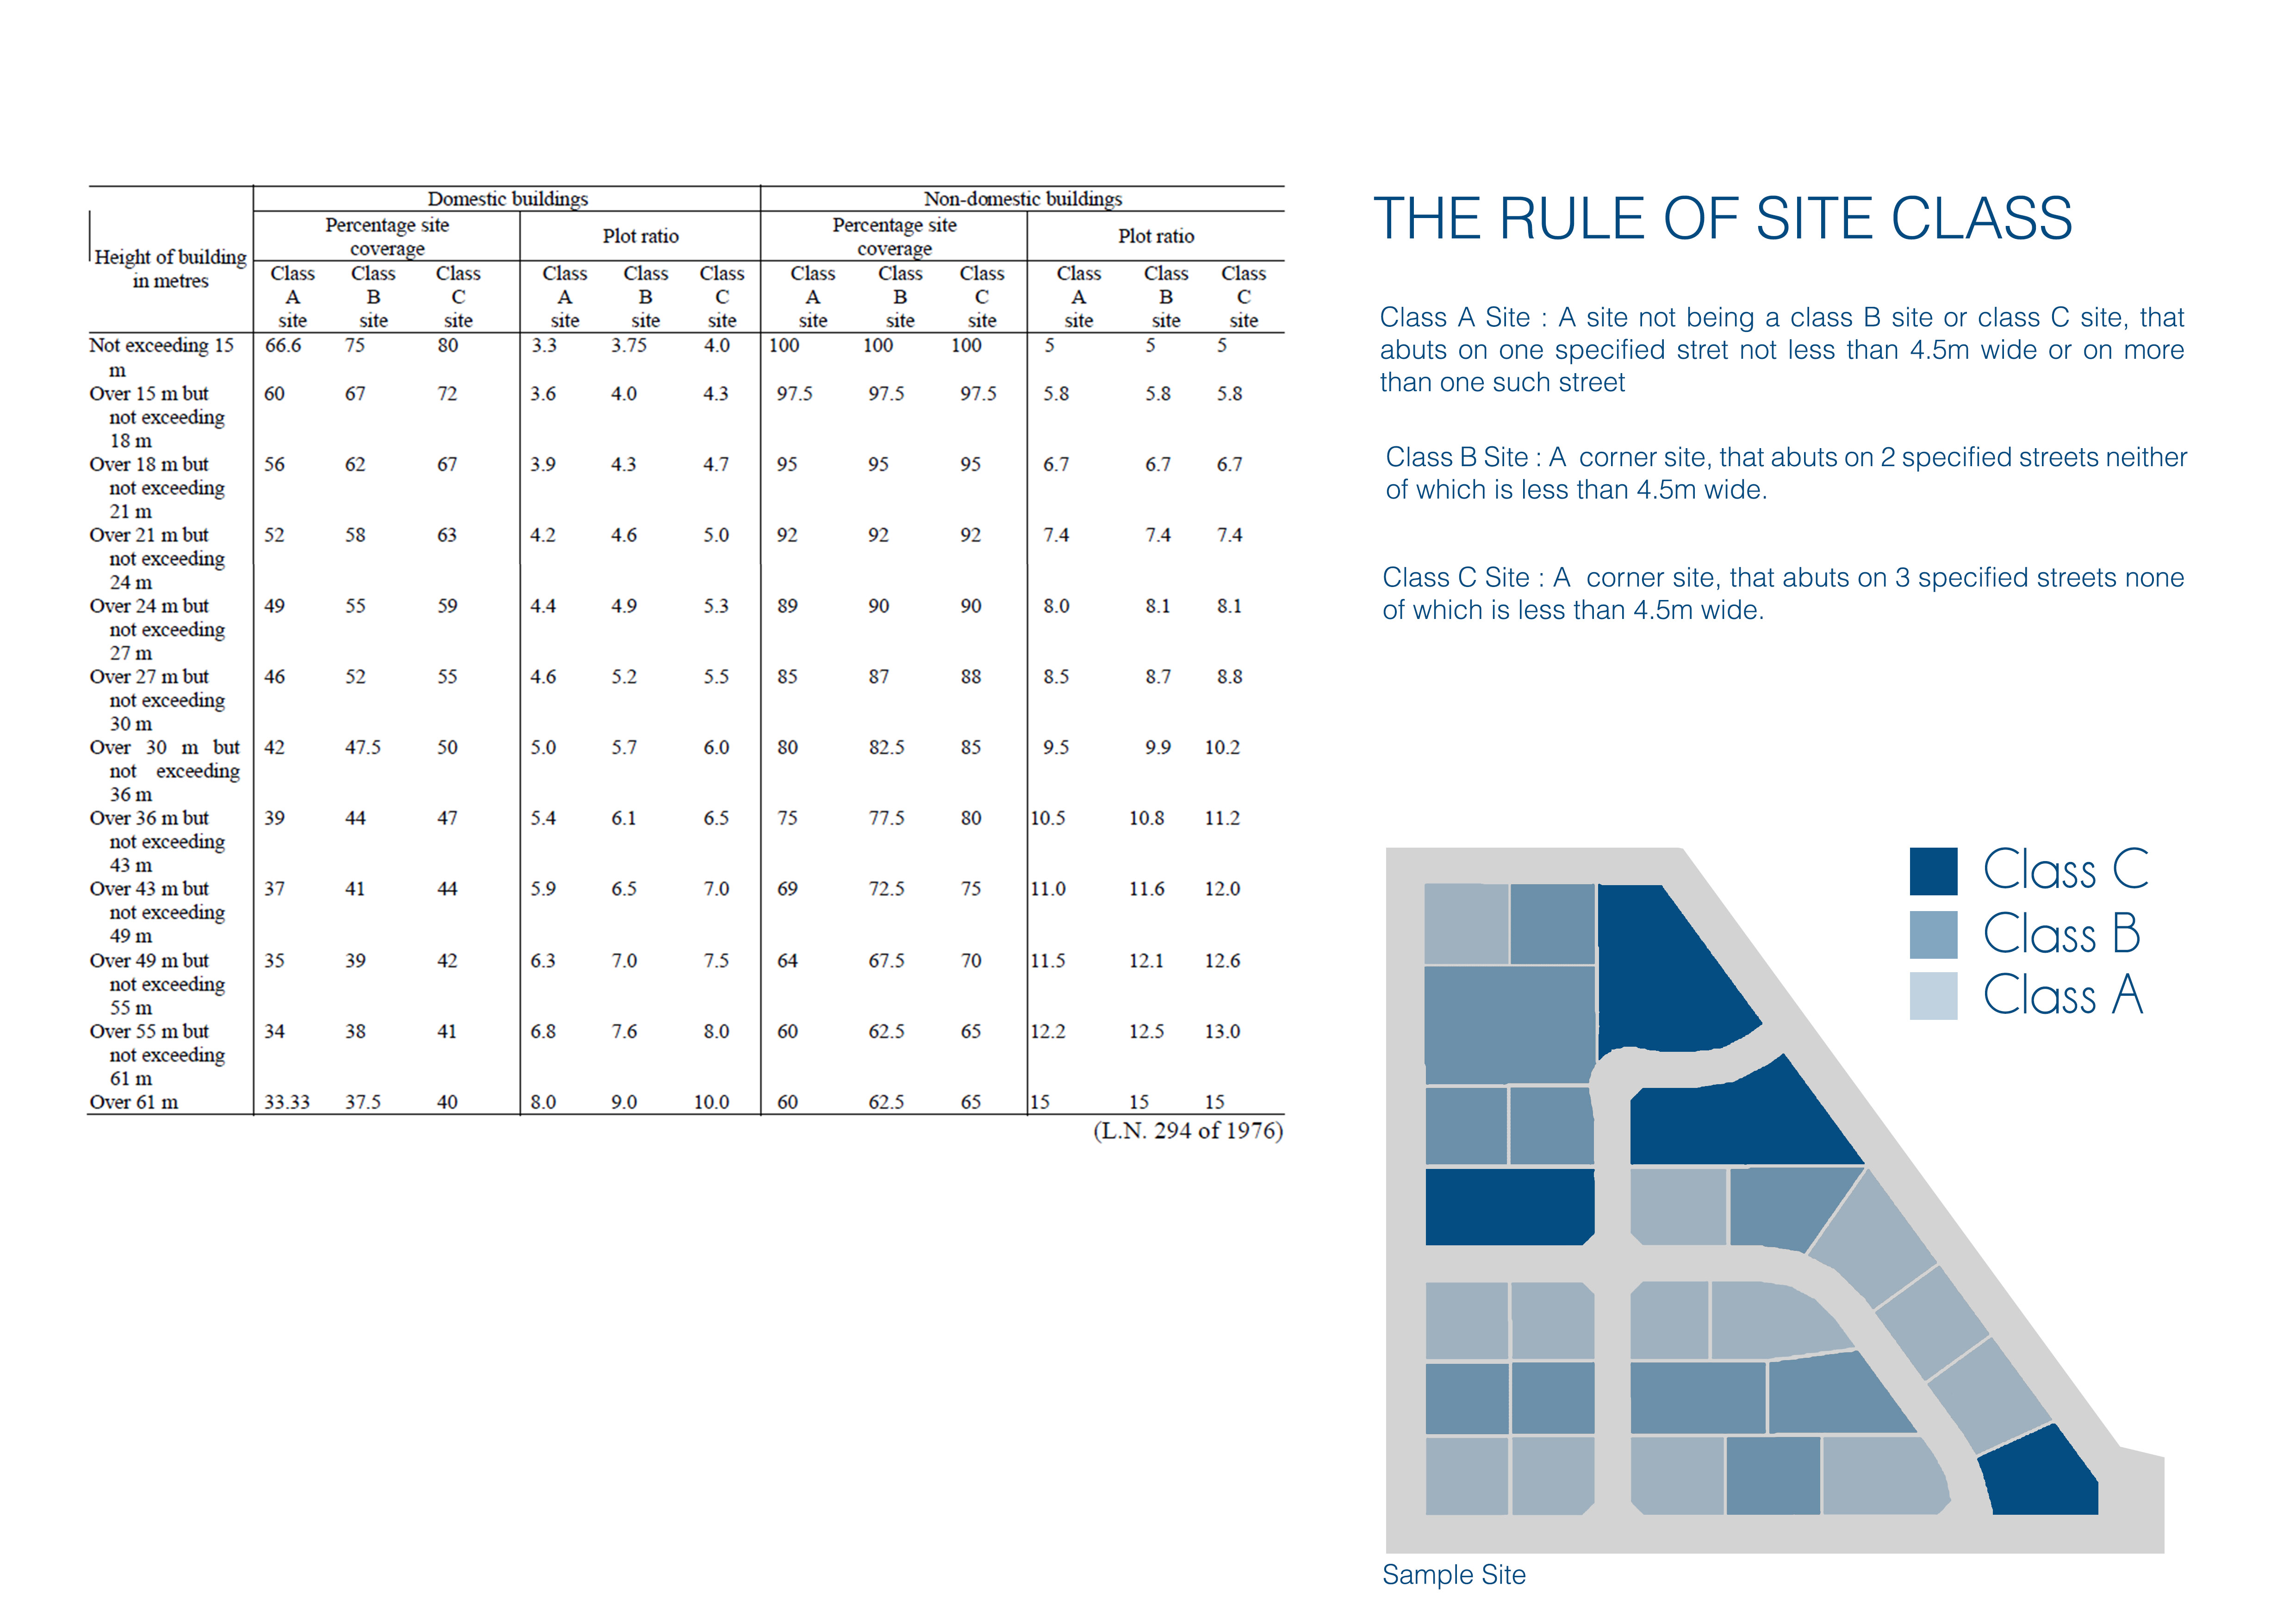 Domestic buildings Non-domestic buildings
Percentage site coverage Plot ratio Percentage site coverage Plot ratio
Height of building in metres
Class A site Class B site Class C site Class A site Class B site Class C site Class A site Class B site Class C site Class A site Class B site Class C site
Not exceeding 15 m 66.6 75 80 3.3 3.75 4.0 100 100 100 5 5 5
Over 15 m but not exceeding 18 m 60 67 72 3.6 4.0 4.3 97.5 97.5 97.5 5.8 5.8 5.8
Over 18 m but not exceeding 21 m 56 62 67 3.9 4.3 4.7 95 95 95 6.7 6.7 6.7
Over 21 m but not exceeding 24 m 52 58 63 4.2 4.6 5.0 92 92 92 7.4 7.4 7.4
Over 24 m but not exceeding 27 m 49 55 59 4.4 4.9 5.3 89 90 90 8.0 8.1 8.1
Over 27 m but not exceeding 30 m 46 52 55 4.6 5.2 5.5 85 87 88 8.5 8.7 8.8
Over 30 m but not exceeding 36 m 42 47.5 50 5.0 5.7 6.0 80 82.5 85 9.5 9.9 10.2
Over 36 m but not exceeding 43 m 39 44 47 5.4 6.1 6.5 75 77.5 80 10.5 10.8 11.2
Over 43 m but not exceeding 49 m 37 41 44 5.9 6.5 7.0 69 72.5 75 11.0 11.6 12.0
Over 49 m but not exceeding 55 m 35 39 42 6.3 7.0 7.5 64 67.5 70 11.5 12.1 12.6
Over 55 m but not exceeding 61 m 34 38 41 6.8 7.6 8.0 60 62.5 65 12.2 12.5 13.0
Over 61 m 33.33 37.5 40 8.0 9.0 10.0 60 62.5 65 15 15 15
(L.N. 294 of 1976)
THE RULE OF SITE CLASS
Class A Site : A site not being a class B site or class C site, that
abuts on one specified stret not less than 4.5m wide or on more
than one such street
Class B Site : A corner site, that abuts on 2 specified streets neither
of which is less than 4.5m wide.
Class C Site : A corner site, that abuts on 3 specified streets none
of which is less than 4.5m wide.
Class C
Class B
Class A
Sample Site